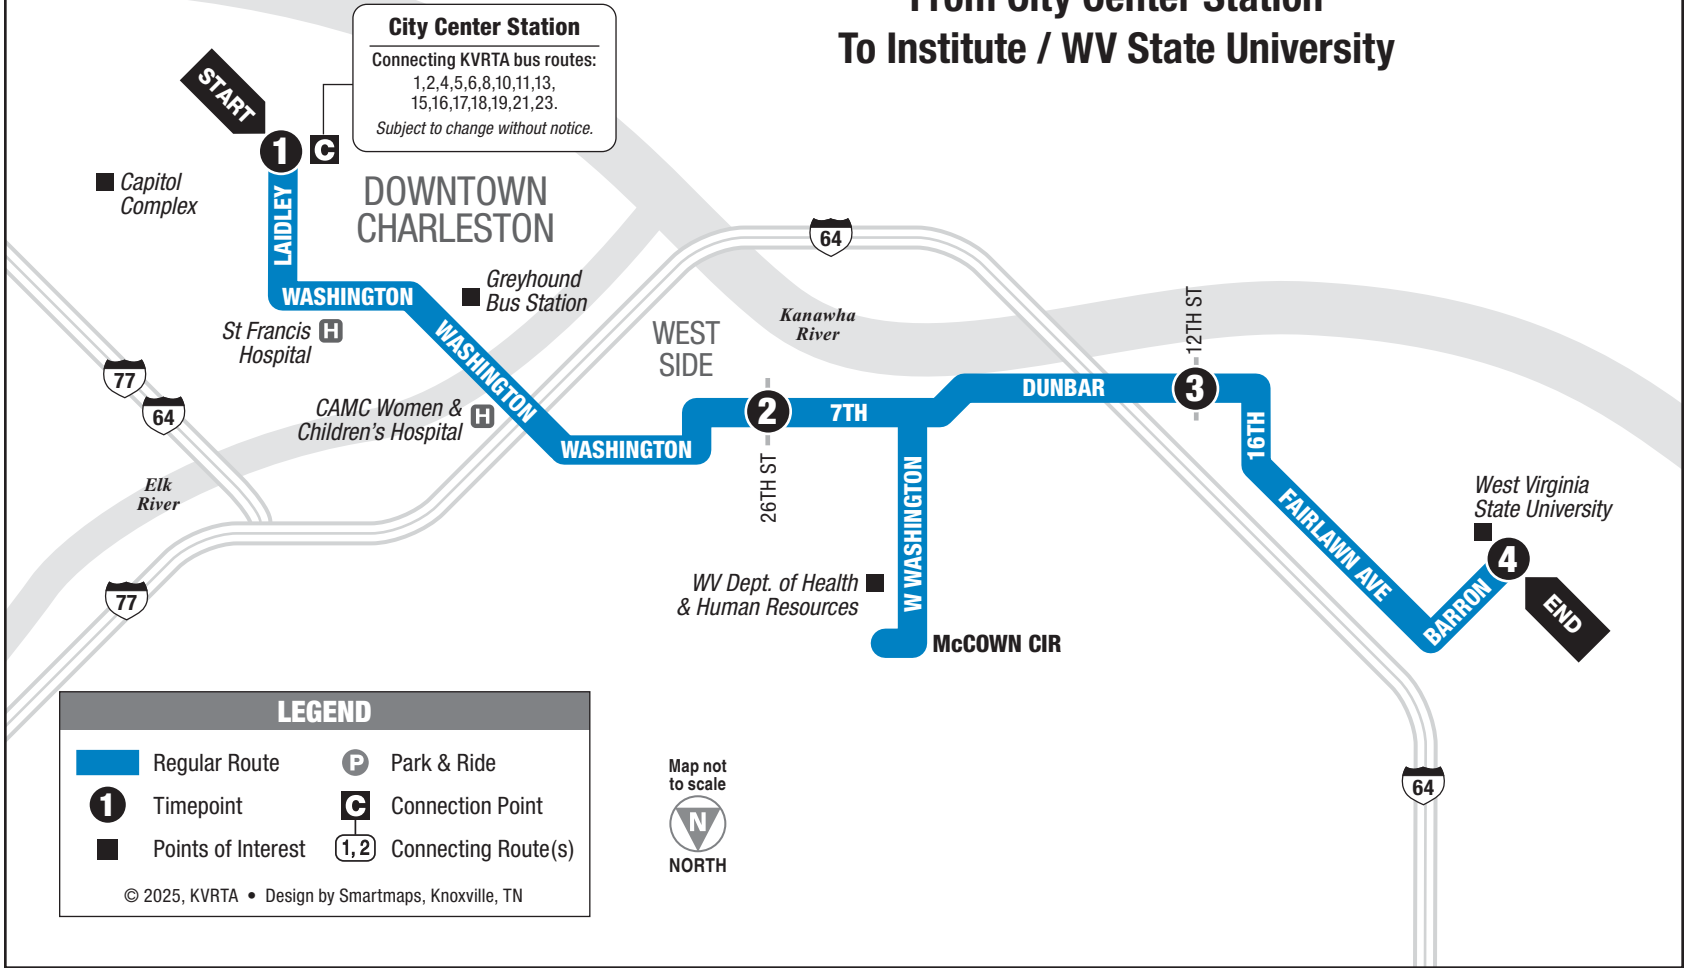 From City Center Station
To Institute / WV State University
City Center Station
Connecting KVRTA bus routes:
1,2,4,5,6,8,10,11,13,
15,16,17,18,19,21,23.
Subject to change without notice.
START
1
C
Capitol
Complex
LAIDLEY
DOWNTOWN
CHARLESTON
64
Greyhound
Bus Station
WASHINGTON
St Francis H
Hospital
WASHINGTON
WEST
SIDE
Kanawha
River
12TH ST
77
64
CAMC Women &
Children's Hospital H
WASHINGTON
2
7TH
DUNBAR
3
16TH
26TH ST
Elk
River
W WASHINGTON
FAIRLAWN AVE
West Virginia
State University
4
BARRON
END
77
WV Dept. of Health
& Human Resources
McCOWN CIR
64
LEGEND
Regular Route
P Park & Ride
1 Timepoint
C Connection Point
Points of Interest
1, 2 Connecting Route(s)
© 2025, KVRTA • Design by Smartmaps, Knoxville, TN
Map not
to scale
N
NORTH